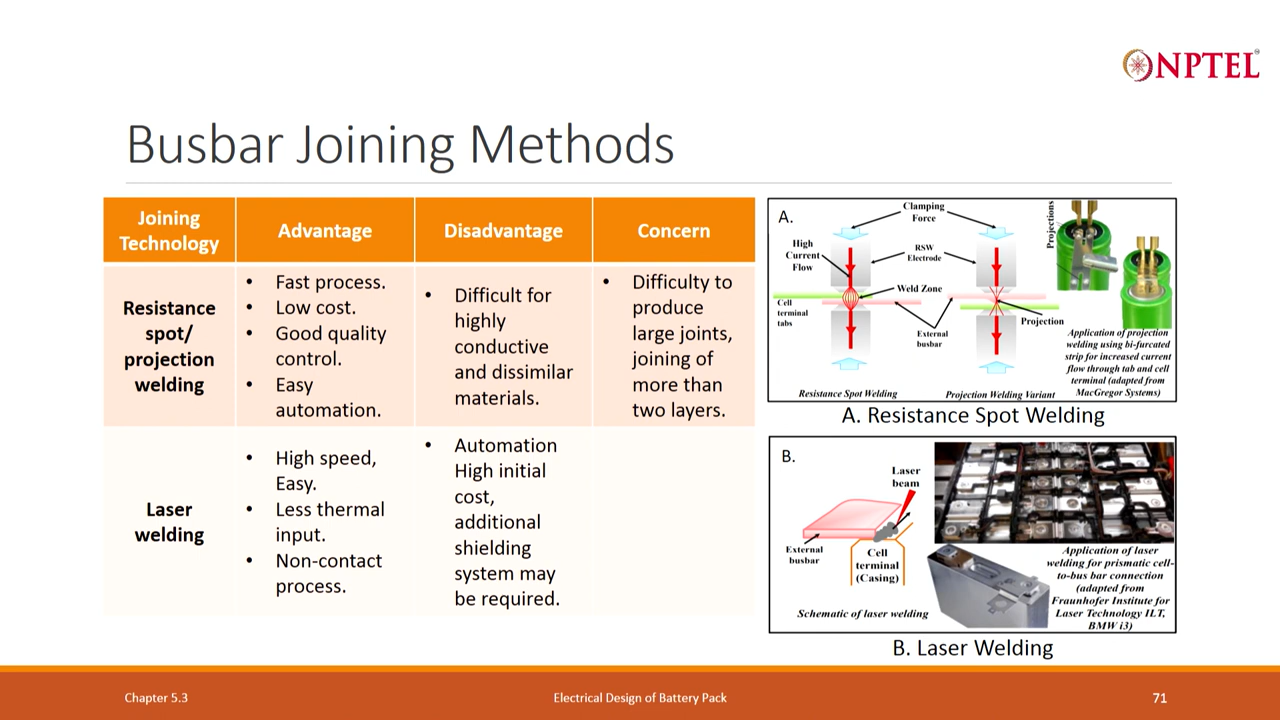 NPTEL
Busbar Joining Methods
Joining
Technology
Advantage
Disadvantage
Concern
Resistance
spot/
projection
welding
• Fast process.
• Low cost.
• Good quality
control.
• Easy
automation.
• Difficult for
highly
conductive
and dissimilar
materials.
• Difficulty to
produce
large joints,
joining of
more than
two layers.
Laser
welding
• High speed,
Easy.
• Less thermal
input.
• Non-contact
process.
• Automation
High initial
cost,
additional
shielding
system may
be required.
A.
Clamping
Force
High
Current
Flow
RSW
Electrode
Weld Zone
Cell
terminal
tabs
External
busbar
Projection
Projections
Resistance Spot Welding
Projection Welding Variant
Application of projection
welding using bi-furcated
strip for increased current
flow through tab and cell
terminal (adapted from
MacGregor Systems)
A. Resistance Spot Welding
B.
Laser
beam
External
busbar
Cell
terminal
(Casing)
Schematic of laser welding
Application of laser
welding for prismatic cell-
to-bus bar connection
(adapted from
Fraunhofer Institute for
Laser Technology ILT,
BMW i3)
B. Laser Welding
Chapter 5.3
Electrical Design of Battery Pack
71